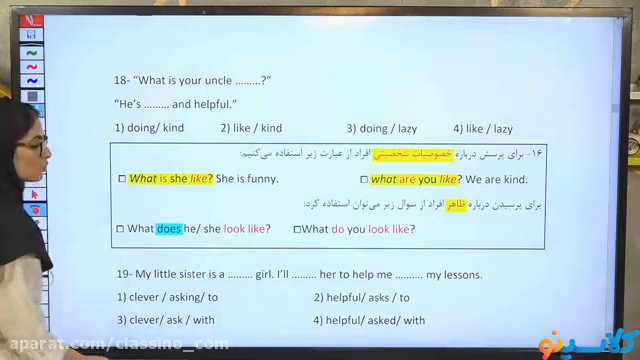 18- “What is your uncle .........?”
“He’s ......... and helpful.”
1) doing/ kind 2) like / kind 3) doing / lazy 4) like / lazy
۱۶- برای پرسش درباره خصوصیات شخصیتی افراد از عبارت زیر استفاده می‌کنیم:
What is she like? She is funny. what are you like? We are kind.
برای پرسیدن درباره ظاهر افراد از سوال زیر می‌توان استفاده کرد:
What does he/ she look like? What do you look like?
19- My little sister is a ......... girl. I’ll ......... her to help me .......... my lessons.
1) clever / asking/ to 2) helpful/ asks / to
3) clever/ ask / with 4) helpful/ asked/ with
aparat.com/classino_com
کلاسینو